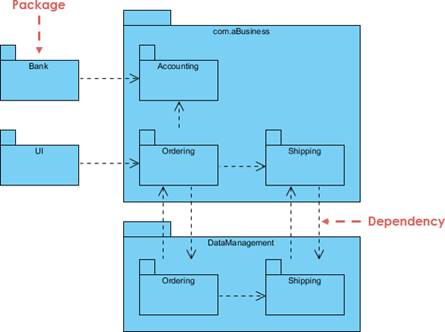 Package
com.aBusiness
Bank
Accounting
UI
Ordering
Shipping
Dependency
DataManagement
Ordering
Shipping